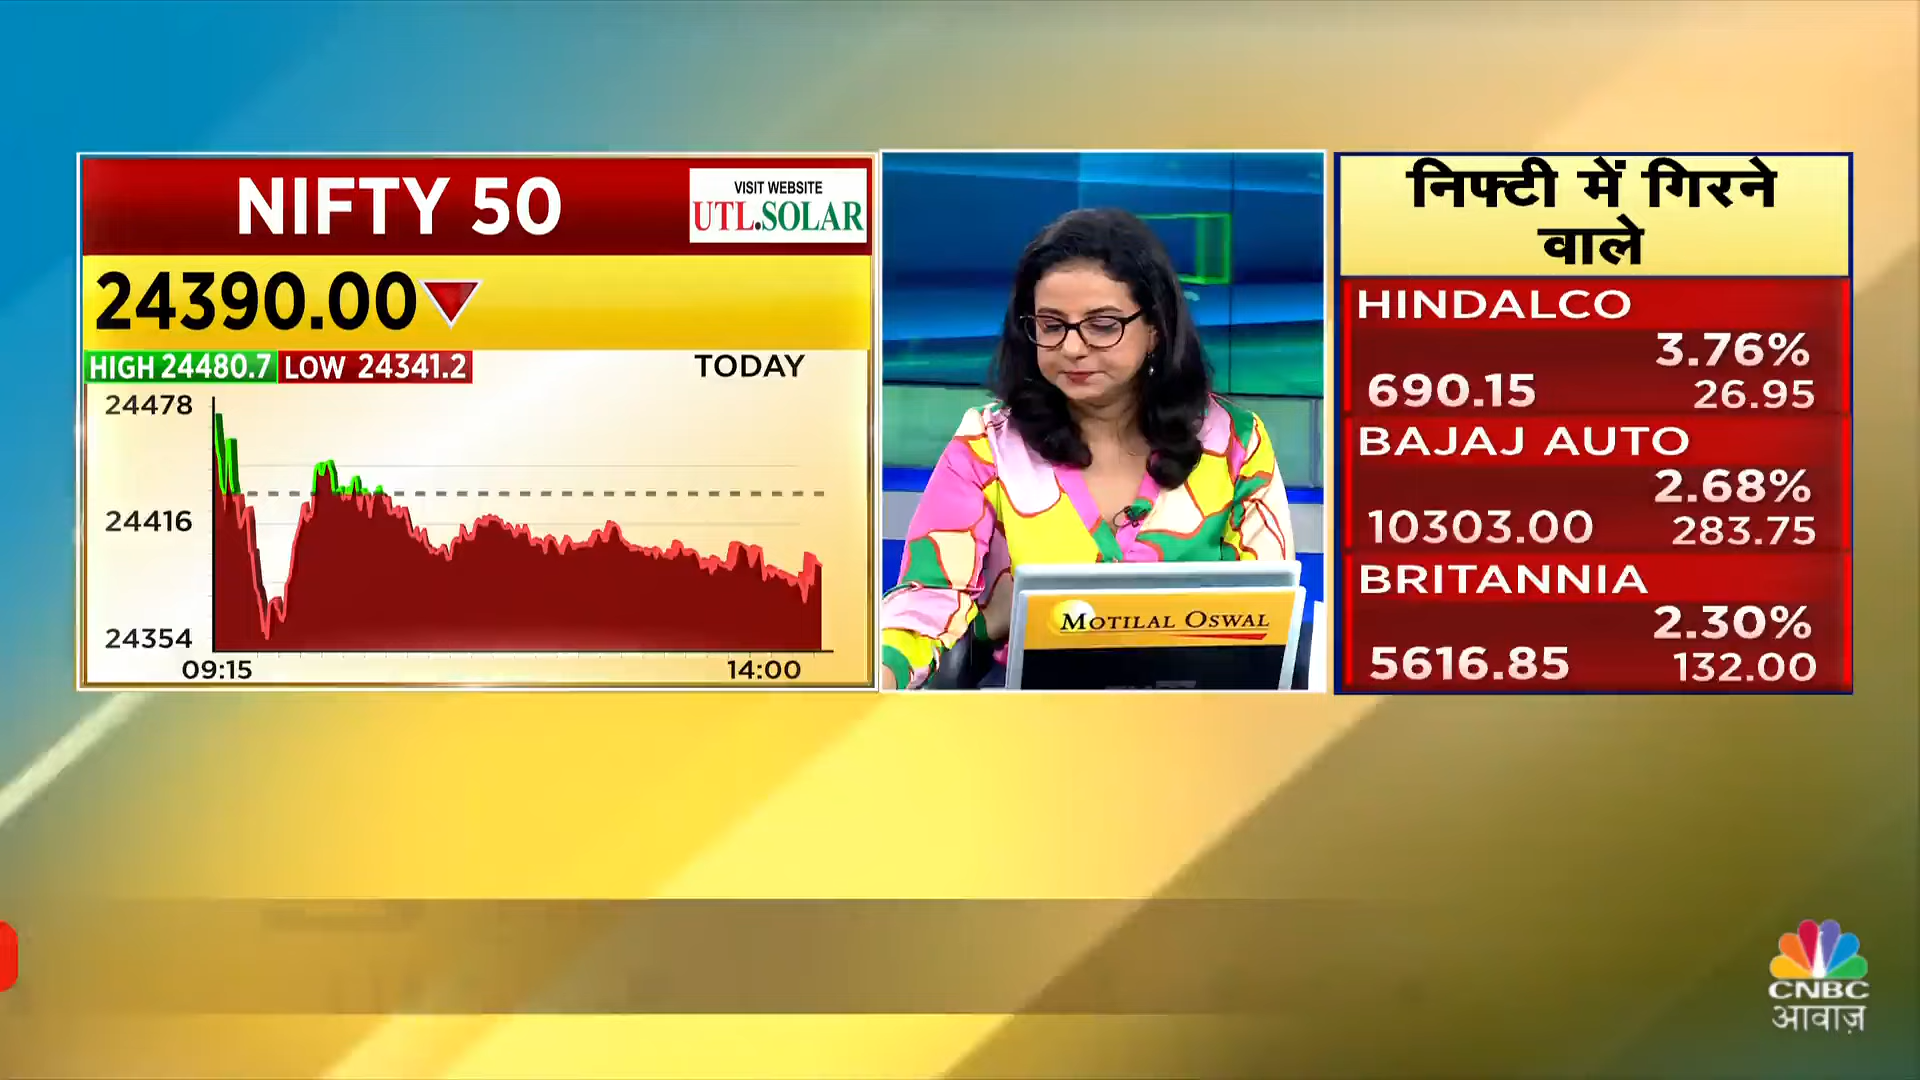 NIFTY 50
VISIT WEBSITE
UTL.SOLAR
24390.00
HIGH 24480.7 LOW 24341.2
TODAY
24478
24416
24354
09:15
14:00
MOTILAL OSWAL
निफ्टी में गिरने
वाले
HINDALCO
3.76%
690.15
26.95
BAJAJ AUTO
2.68%
10303.00
283.75
BRITANNIA
2.30%
5616.85
132.00
CNBC
आवाज़